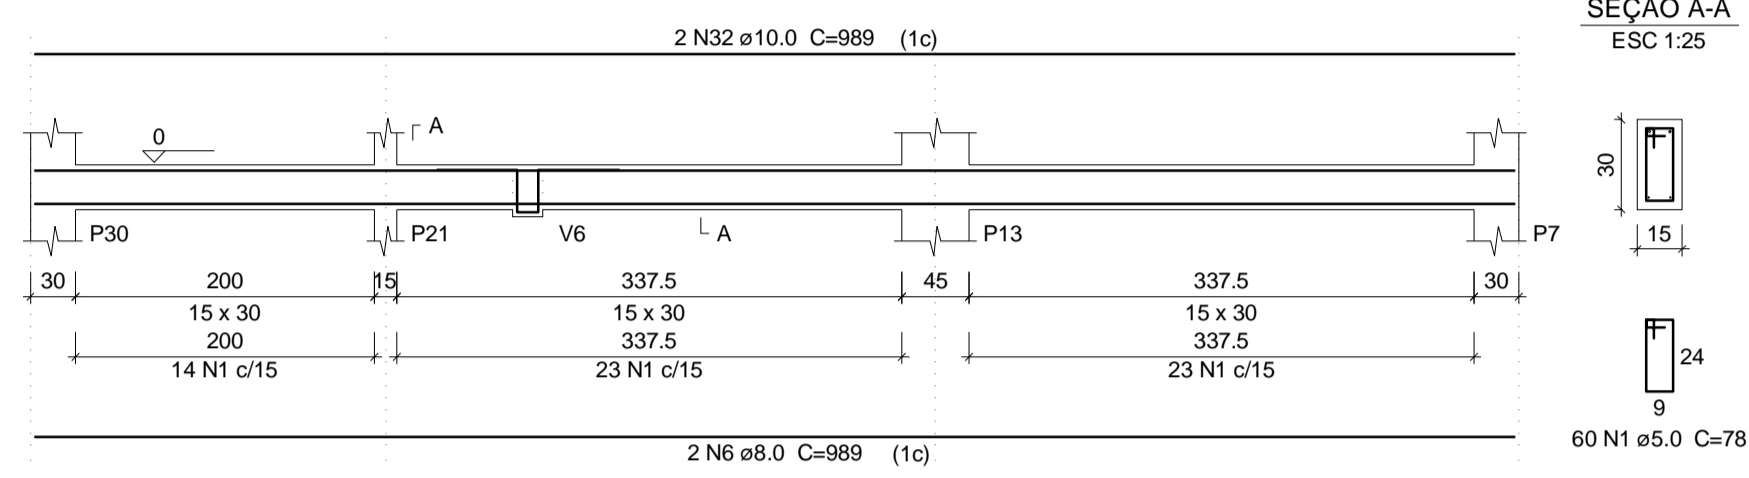 2 N32 ø10.0 C=989 (1c)
SEÇÃO A-A
ESC 1:25
0
A
P30
P21
V6
A
P13
P7
30
15
30 200 15 337.5 45 337.5 30
15 x 30 15 x 30 15 x 30
200 337.5 337.5
14 N1 c/15 23 N1 c/15 23 N1 c/15
24
9
60 N1 ø5.0 C=78
2 N6 ø8.0 C=989 (1c)